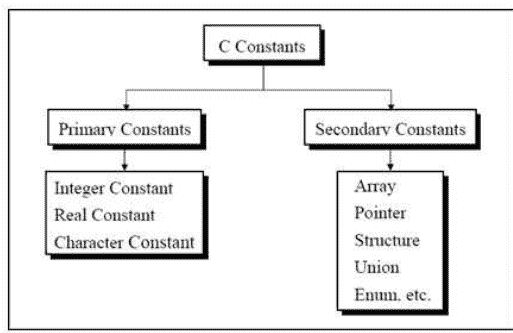 C Constants
Primary Constants
Secondary Constants
Integer Constant
Real Constant
Character Constant
Array
Pointer
Structure
Union
Enum. etc.